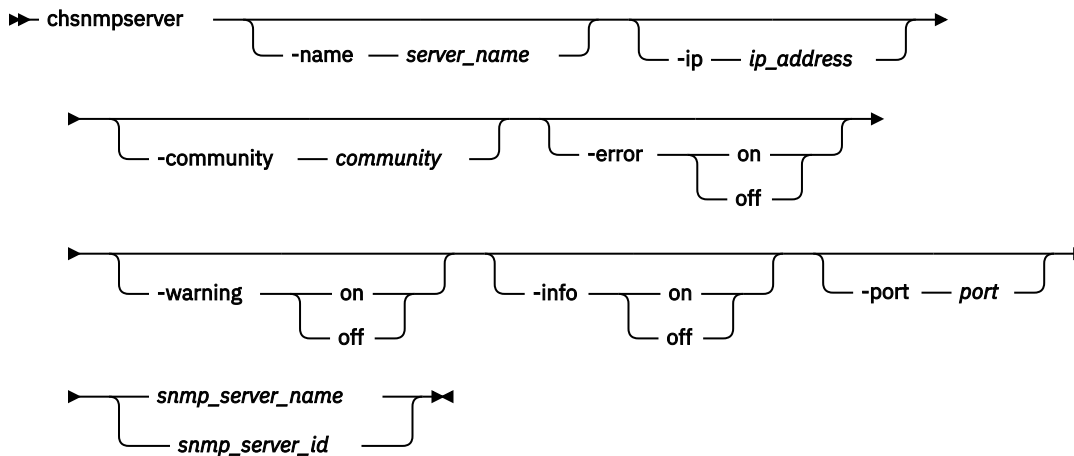 chsnmpserver
-name server_name
-ip ip_address
-community community
-error on
off
-warning on
off
-info on
off
-port port
snmp_server_name
snmp_server_id